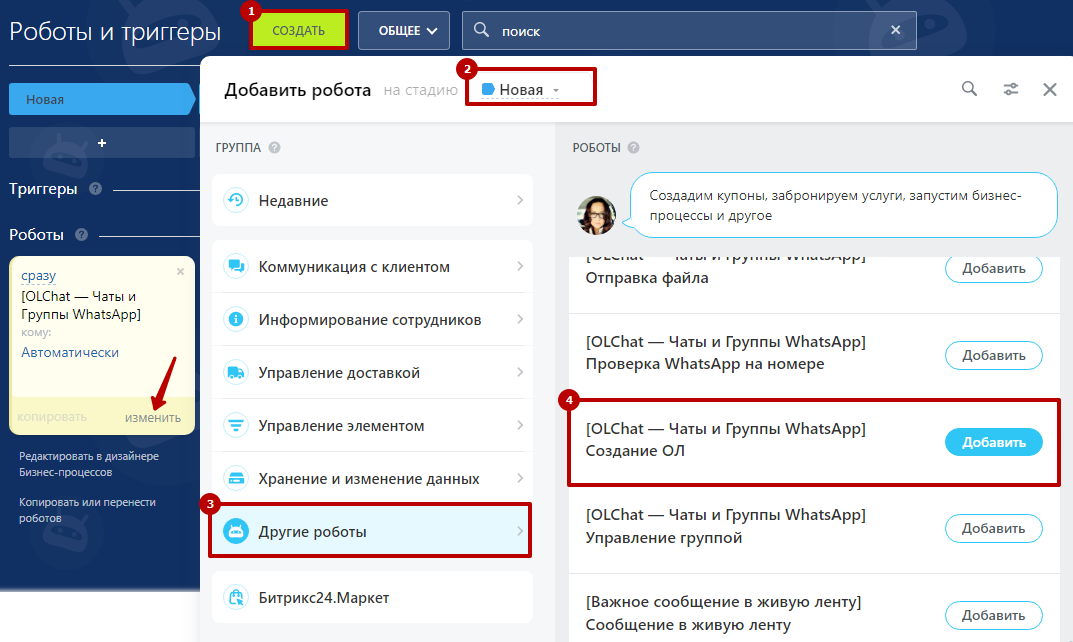 Роботы и триггеры
1
СОЗДАТЬ
ОБЩЕЕ
поиск
Новая
+
Триггеры ?
Роботы ?
сразу
[OLChat — Чаты и
Группы WhatsApp]
кому:
Автоматически
копировать
изменить
Редактировать в дизайнере
Бизнес-процессов
Копировать или перенести
роботов
Добавить робота
на стадию
2
Новая
ГРУППА ?
Недавние
Коммуникация с клиентом
Информирование сотрудников
Управление доставкой
Управление элементом
Хранение и изменение данных
3
Другие роботы
Битрикс24.Маркет
РОБОТЫ ?
Создадим купоны, забронируем услуги, запустим бизнес-
процессы и другое
[OLChat — Чаты и Группы WhatsApp]
Отправка файла
Добавить
[OLChat — Чаты и Группы WhatsApp]
Проверка WhatsApp на номере
Добавить
4
[OLChat — Чаты и Группы WhatsApp]
Создание ОЛ
Добавить
[OLChat — Чаты и Группы WhatsApp]
Управление группой
Добавить
[Важное сообщение в живую ленту]
Сообщение в живую ленту
Добавить